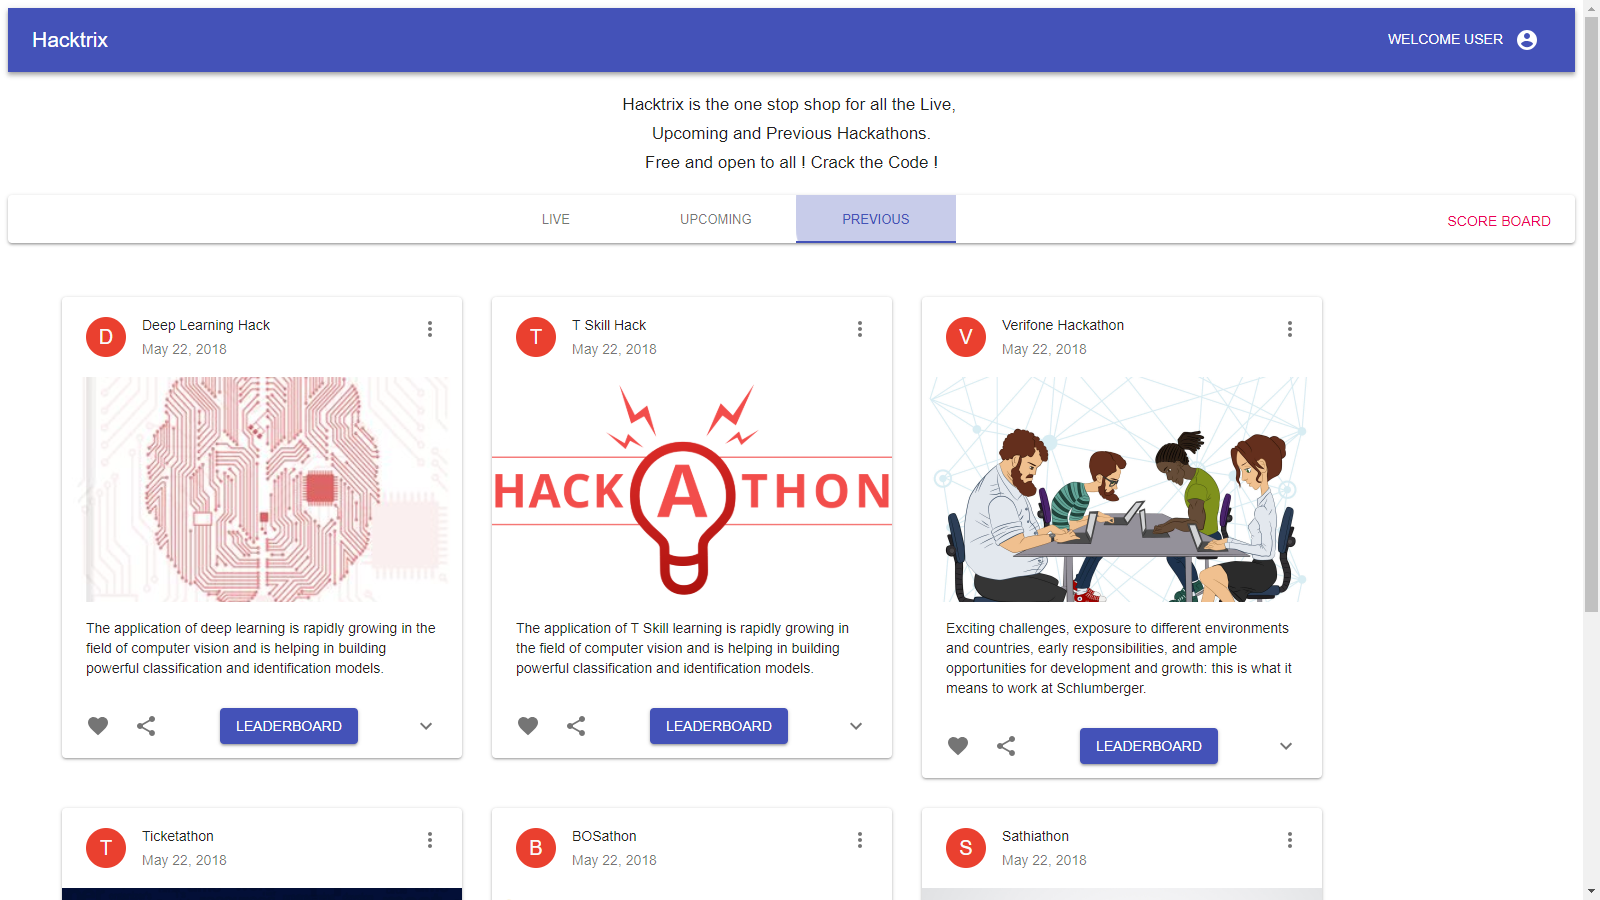 Hacktrix
WELCOME USER
Hacktrix is the one stop shop for all the Live,
Upcoming and Previous Hackathons.
Free and open to all ! Crack the Code !
LIVE
UPCOMING
PREVIOUS
SCORE BOARD
D
Deep Learning Hack
May 22, 2018
The application of deep learning is rapidly growing in the
field of computer vision and is helping in building
powerful classification and identification models.
LEADERBOARD
T
T Skill Hack
May 22, 2018
HACKATHON
The application of T Skill learning is rapidly growing in
the field of computer vision and is helping in building
powerful classification and identification models.
LEADERBOARD
V
Verifone Hackathon
May 22, 2018
Exciting challenges, exposure to different environments
and countries, early responsibilities, and ample
opportunities for development and growth: this is what it
means to work at Schlumberger.
LEADERBOARD
T
Ticketathon
May 22, 2018
B
BOSathon
May 22, 2018
S
Sathiathon
May 22, 2018